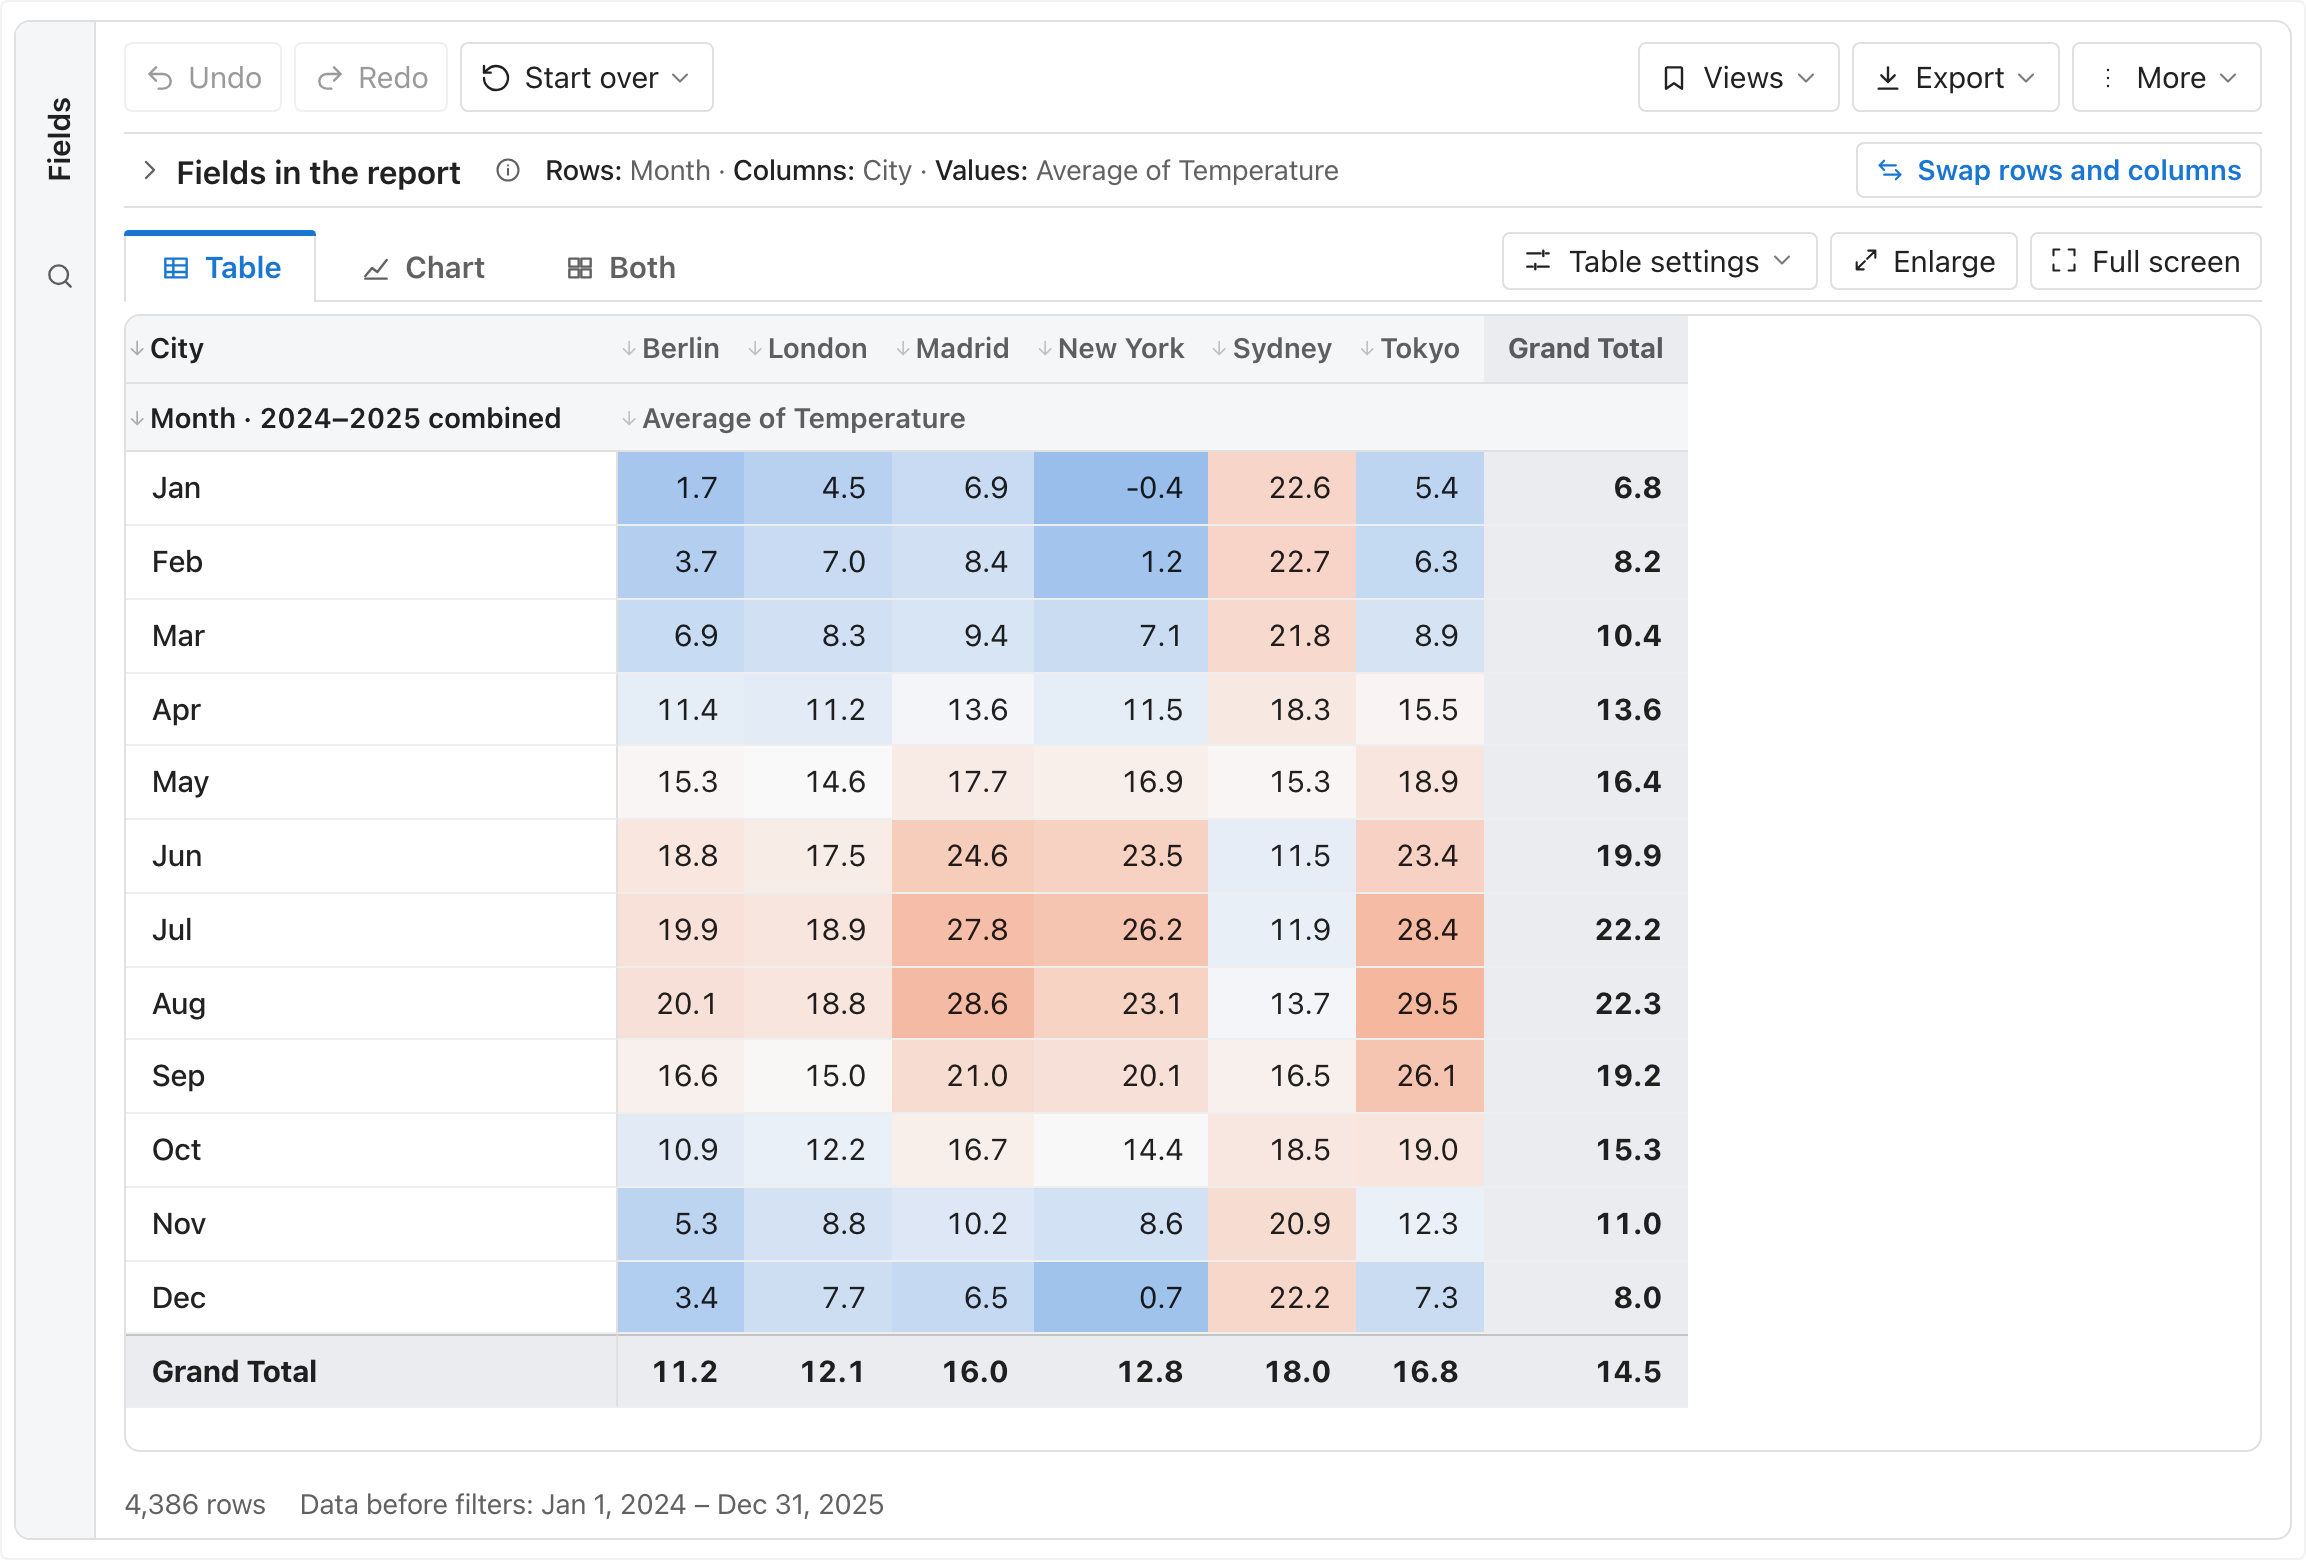 Undo Redo Start over Views Export More
Fields
Fields in the report Rows: Month · Columns: City · Values: Average of Temperature Swap rows and columns
Table Chart Both Table settings Enlarge Full screen
City Berlin London Madrid New York Sydney Tokyo Grand Total
Month · 2024–2025 combined Average of Temperature
Jan 1.7 4.5 6.9 -0.4 22.6 5.4 6.8
Feb 3.7 7.0 8.4 1.2 22.7 6.3 8.2
Mar 6.9 8.3 9.4 7.1 21.8 8.9 10.4
Apr 11.4 11.2 13.6 11.5 18.3 15.5 13.6
May 15.3 14.6 17.7 16.9 15.3 18.9 16.4
Jun 18.8 17.5 24.6 23.5 11.5 23.4 19.9
Jul 19.9 18.9 27.8 26.2 11.9 28.4 22.2
Aug 20.1 18.8 28.6 23.1 13.7 29.5 22.3
Sep 16.6 15.0 21.0 20.1 16.5 26.1 19.2
Oct 10.9 12.2 16.7 14.4 18.5 19.0 15.3
Nov 5.3 8.8 10.2 8.6 20.9 12.3 11.0
Dec 3.4 7.7 6.5 0.7 22.2 7.3 8.0
Grand Total 11.2 12.1 16.0 12.8 18.0 16.8 14.5
4,386 rows Data before filters: Jan 1, 2024 – Dec 31, 2025